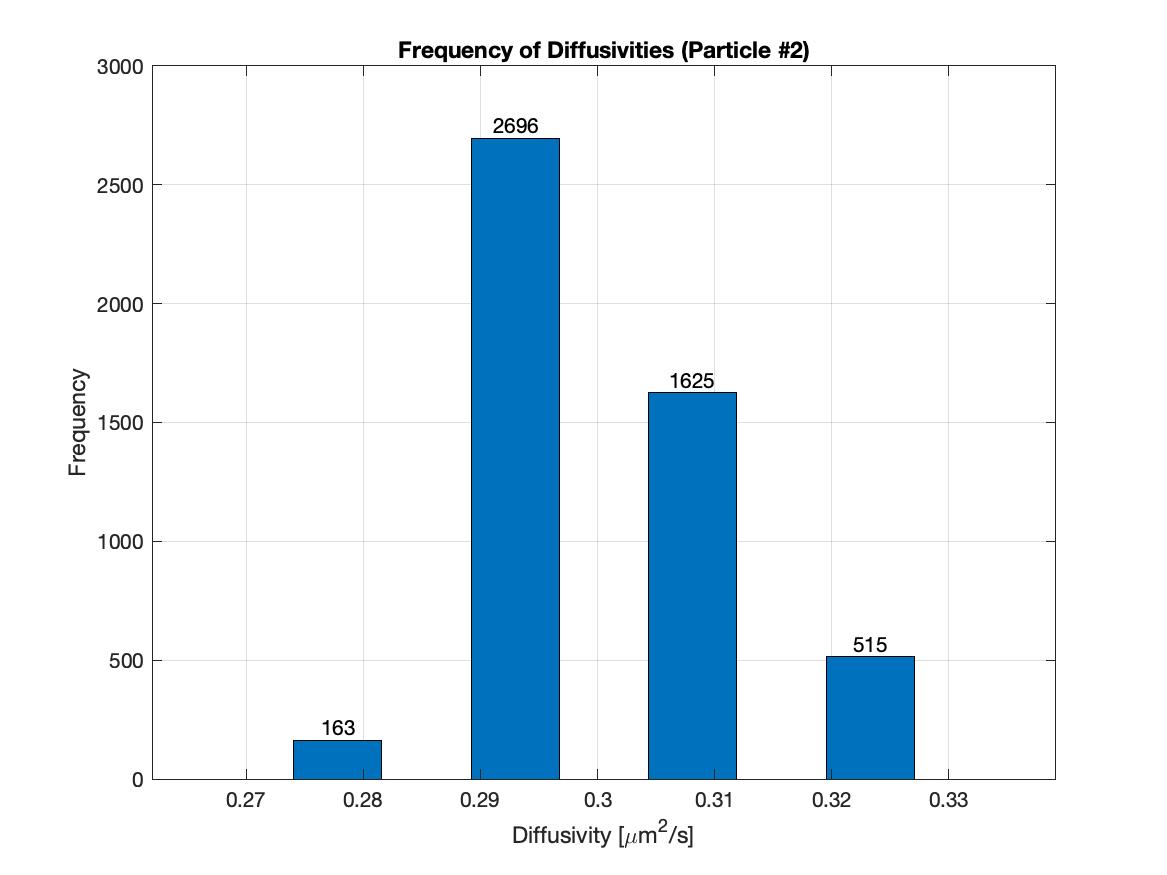 Frequency of Diffusivities (Particle #2)
3000
2500
2000
1500
1000
500
0
Frequency
2696
1625
515
163
0.27 0.28 0.29 0.3 0.31 0.32 0.33
Diffusivity [μm²/s]